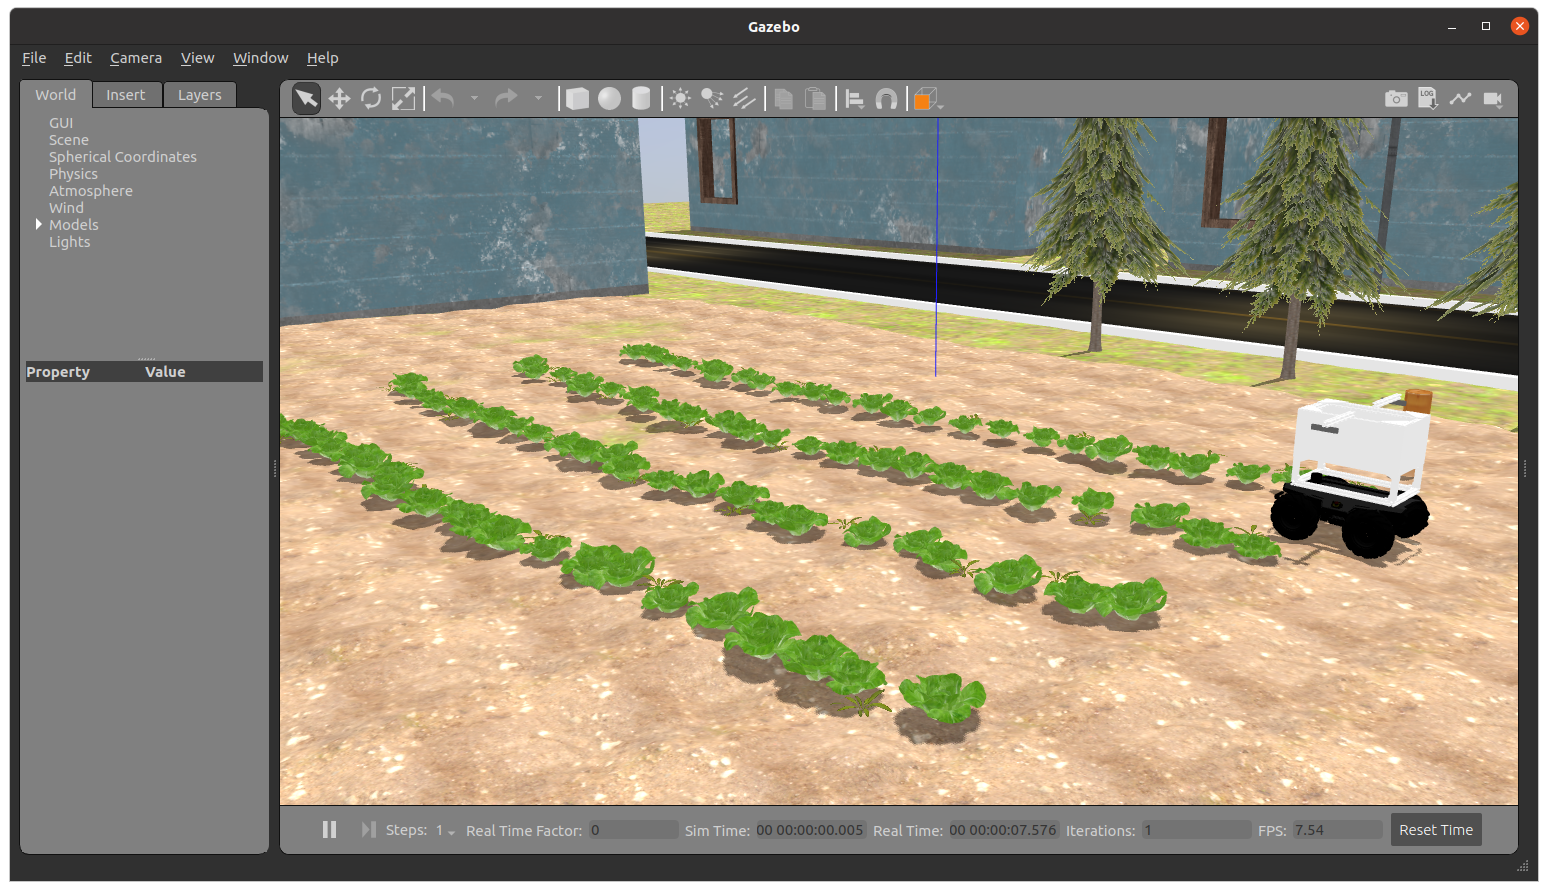 Gazebo
File Edit Camera View Window Help
World Insert Layers
GUI
Scene
Spherical Coordinates
Physics
Atmosphere
Wind
Models
Lights
Property Value
LOG
Steps: 1 Real Time Factor: 0 Sim Time: 00 00:00:00.005 Real Time: 00 00:00:07.576 Iterations: 1 FPS: 7.54 Reset Time